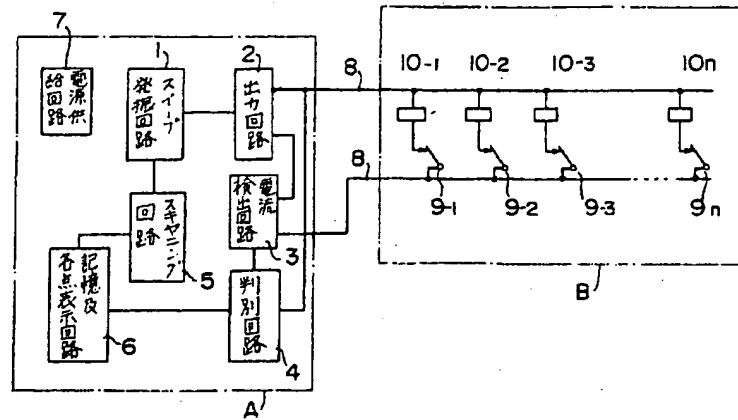 7
1
2
電源供
給回路
スイープ
発振回路
出力回路
8
10-1
10-2
10-3
10n
8
スキャニング
回路
5
電流
検出回路
3
9-1
9-2
9-3
9n
記憶及
各点表示回路
6
判別回路
4
B
A